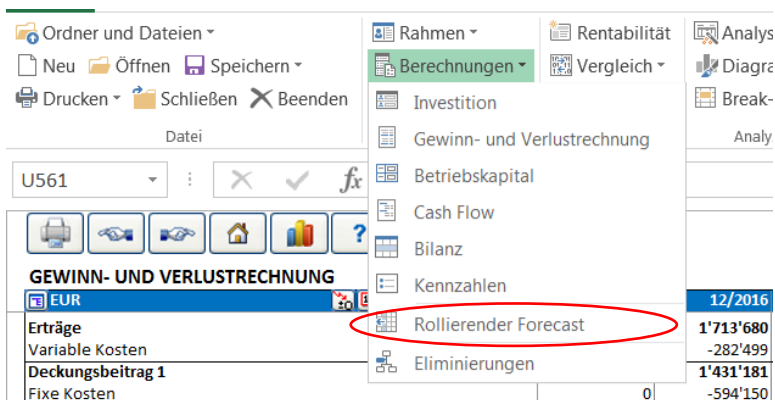 Ordner und Dateien
Rahmen
Rentabilität
Analys
Neu Öffnen Speichern
Berechnungen
Vergleich
Diagra
Drucken Schließen Beenden
Break-
Datei
Analy
U561
fx
Investition
Gewinn- und Verlustrechnung
Betriebskapital
Cash Flow
Bilanz
Kennzahlen
Rollierender Forecast
Eliminierungen
?
GEWINN- UND VERLUSTRECHNUNG
EUR
12/2016
Erträge
1'713'680
Variable Kosten
-282'499
Deckungsbeitrag 1
1'431'181
Fixe Kosten
0
-594'150